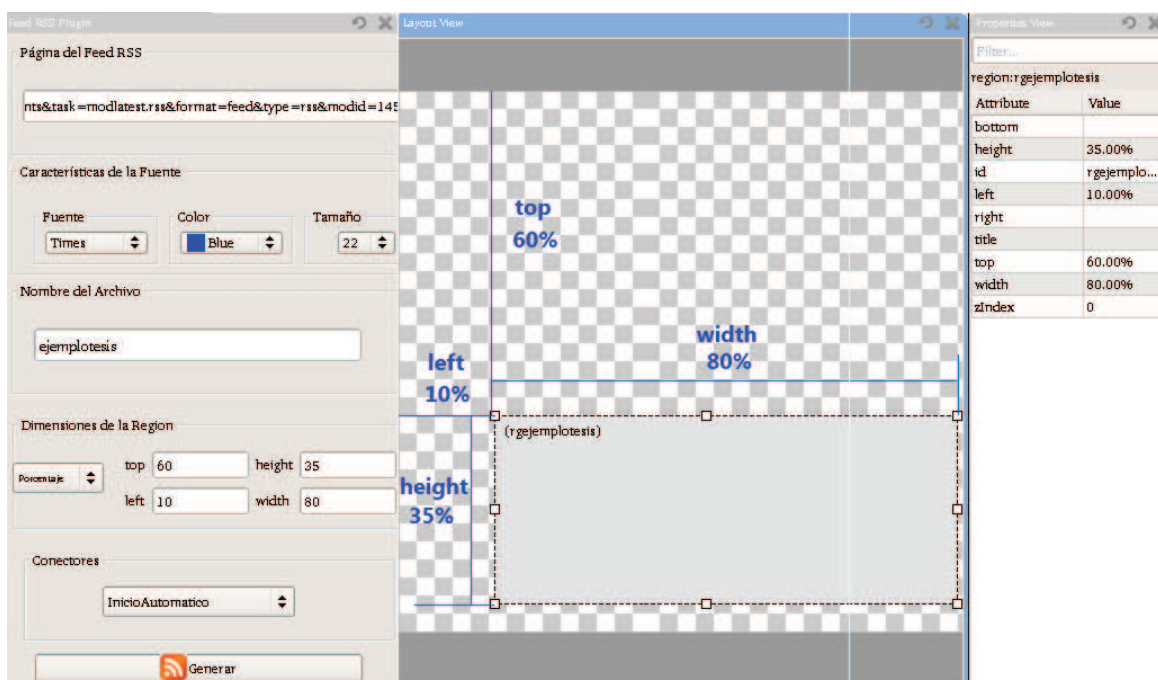 Feed RSS Plugin
Página del Feed RSS
nts&task=modlatest.rss&format=feed&type=rss&modid=145
Características de la Fuente
Fuente
Color
Tamaño
Times
Blue
22
Nombre del Archivo
ejemplotesis
Dimensiones de la Region
Porcentaje
top 60
height 35
left 10
width 80
Conectores
InicioAutomatico
Generar
Layout View
top
60%
width
80%
left
10%
(rgejemplotesis)
height
35%
Properties View
Filter...
region:rgejemplotesis
Attribute Value
bottom
height 35.00%
id rgejemplo...
left 10.00%
right
title
top 60.00%
width 80.00%
zIndex 0